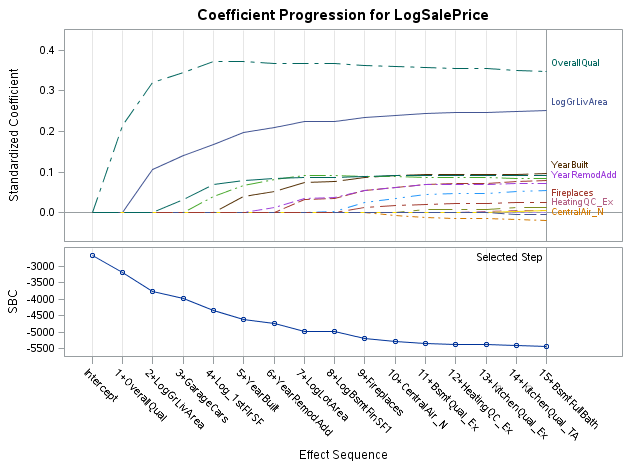 Coefficient Progression for LogSalePrice
Standardized Coefficient
0.4
0.3
0.2
0.1
0.0
OverallQual
LogGrLivArea
YearBuilt
YearRemodAdd
Fireplaces
HeatingQC_Ex
CentralAir_N
SBC
-3000
-3500
-4000
-4500
-5000
-5500
Selected Step
Intercept
1+OverallQual
2+LogGrLivArea
3+GarageCars
4+Log_1stFlrSF
5+YearBuilt
6+YearRemodAdd
7+LogLotArea
8+LogBsmtFinSF1
9+Fireplaces
10+CentralAir_N
11+BsmtQual_Ex
12+HeatingQC_Ex
13+KitchenQual_Ex
14+KitchenQual_TA
15+BsmtFullBath
Effect Sequence